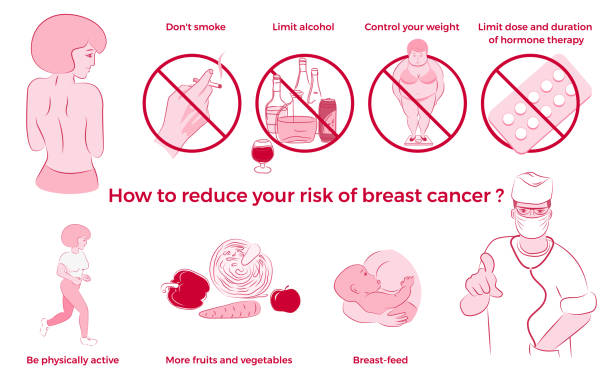 Don't smoke
Limit alcohol
Control your weight
Limit dose and duration
of hormone therapy
How to reduce your risk of breast cancer ?
Be physically active
More fruits and vegetables
Breast-feed